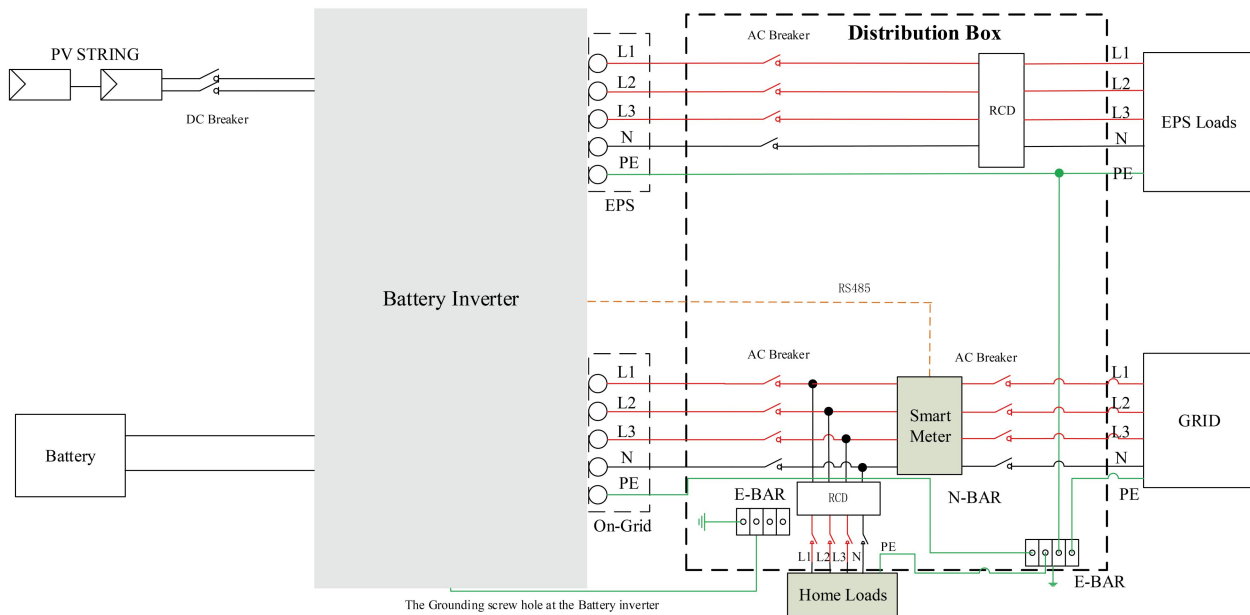 PV STRING
DC Breaker
Battery Inverter
Battery
L1
L2
L3
N
PE
EPS
AC Breaker
Distribution Box
RCD
L1
L2
L3
N
PE
EPS Loads
RS485
L1
L2
L3
N
PE
On-Grid
AC Breaker
AC Breaker
Smart
Meter
L1
L2
L3
N
PE
GRID
N-BAR
E-BAR
RCD
L1
L2
L3
N
PE
Home Loads
E-BAR
The Grounding screw hole at the Battery inverter